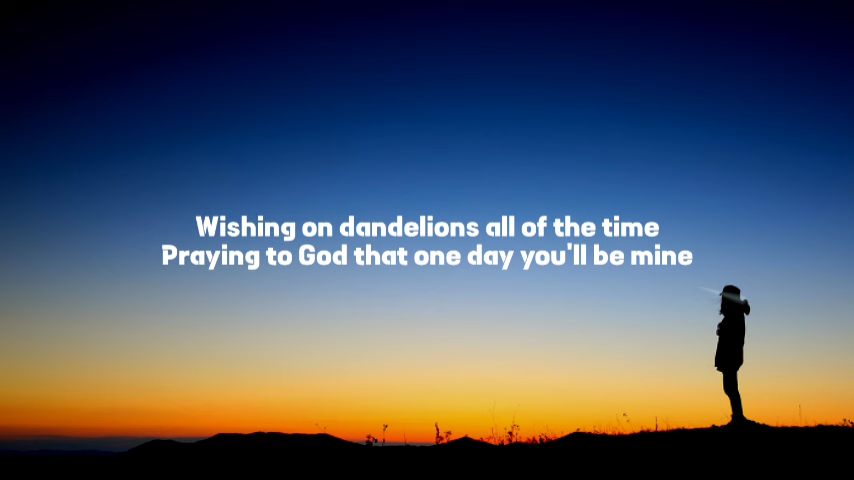 Wishing on dandelions all of the time
Praying to God that one day you'll be mine